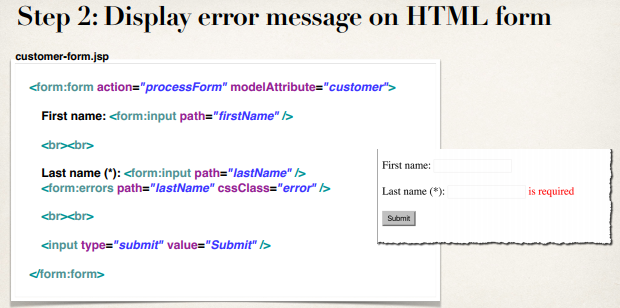 Step 2: Display error message on HTML form
customer-form.jsp
<form:form action="processForm" modelAttribute="customer">
First name: <form:input path="firstName" />
<br><br>
Last name (*): <form:input path="lastName" />
<form:errors path="lastName" cssClass="error" />
<br><br>
<input type="submit" value="Submit" />
</form:form>
First name:
Last name (*): is required
Submit